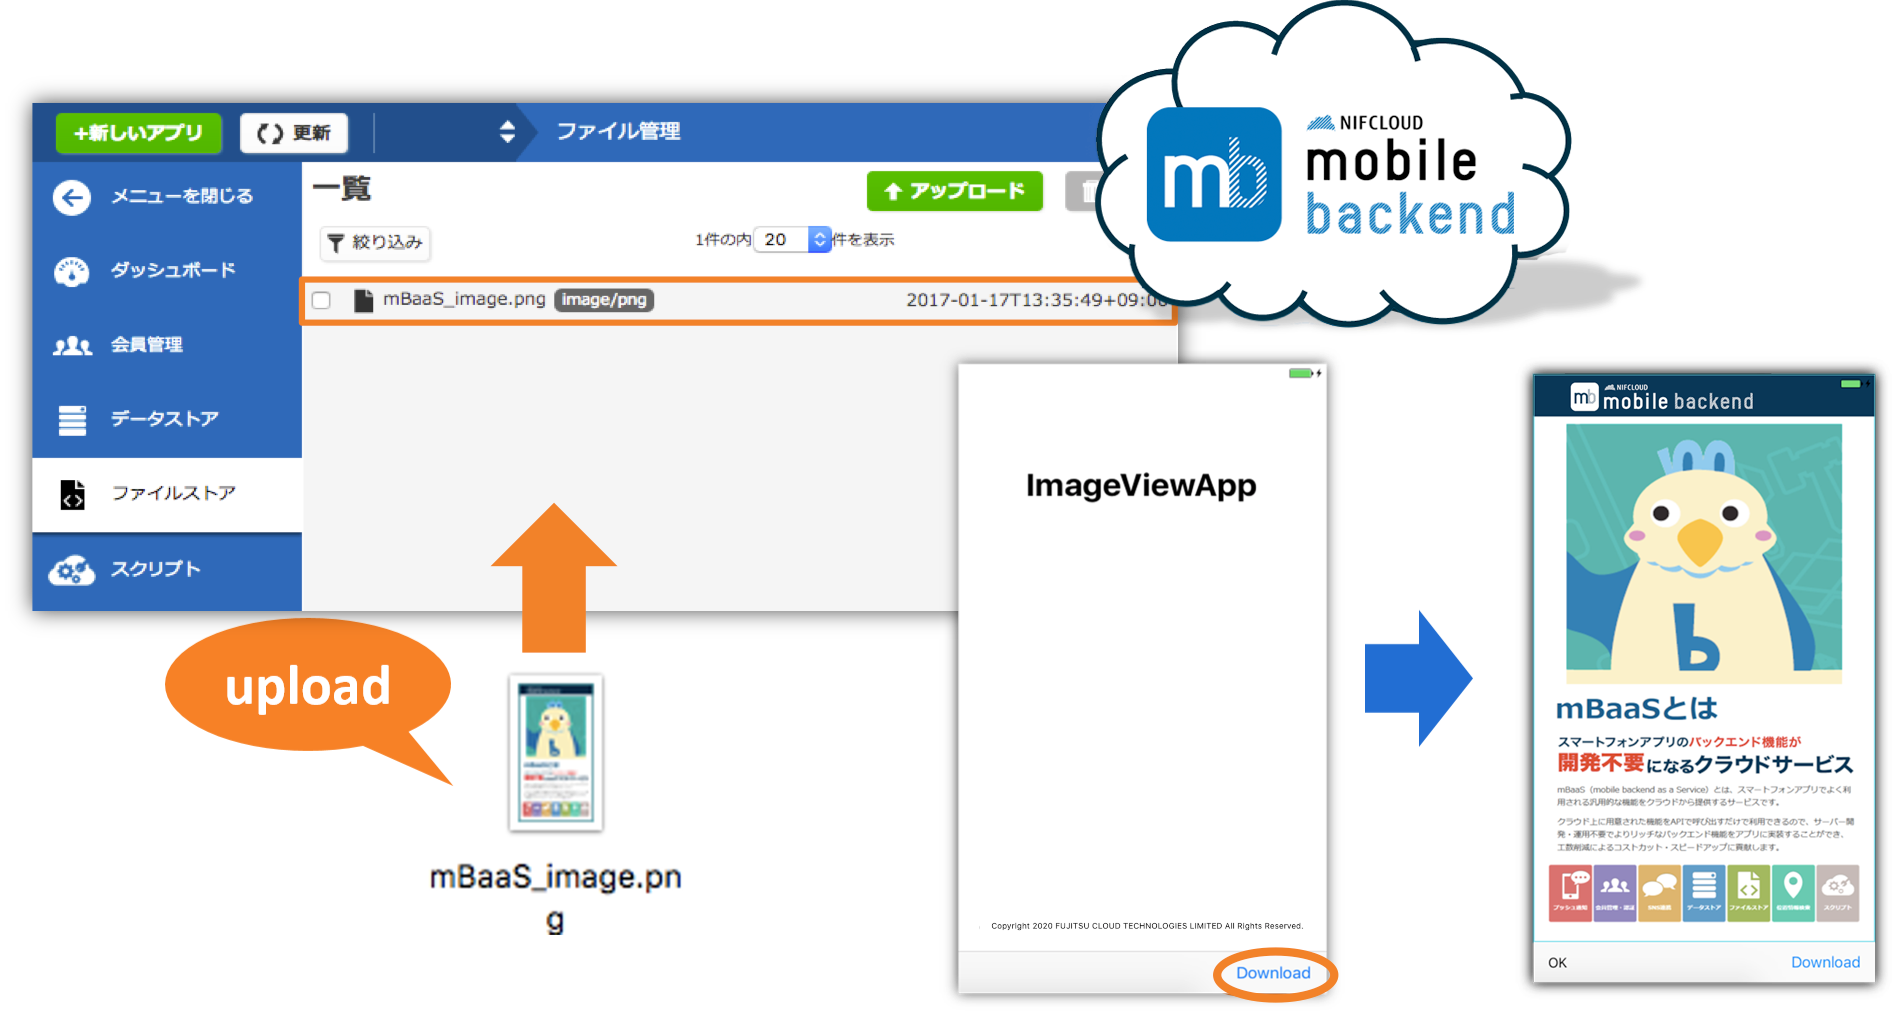 +新しいアプリ
更新
ファイル管理
メニューを閉じる
ダッシュボード
会員管理
データストア
ファイルストア
スクリプト
一覧
アップロード
絞り込み
1件の内 20 件を表示
mBaaS_image.png image/png 2017-01-17T13:35:49+09:00
NIFCLOUD
mobile
backend
upload
mBaaS_image.pn
g
ImageViewApp
Copyright 2020 FUJITSU CLOUD TECHNOLOGIES LIMITED All Rights Reserved.
Download
mb
NIFCLOUD
mobile backend
mBaaSとは
スマートフォンアプリのバックエンド機能が
開発不要になるクラウドサービス
mBaaS（mobile backend as a Service）とは、スマートフォンアプリでよく利
用される汎用的な機能をクラウドから提供するサービスです。
クラウド上に用意された機能をAPIで呼び出すだけで利用できるので、サーバー開
発・運用不要でよりリッチなバックエンド機能をアプリに実装することができ、
工数削減によるコストカット・スピードアップに貢献します。
プッシュ通知 会員管理・認証 SNS連携 データストア ファイルストア 位置情報検索 スクリプト
OK
Download